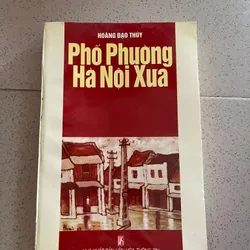 HOÀNG ĐẠO THÚY
Phố Phường
Hà Nội Xưa